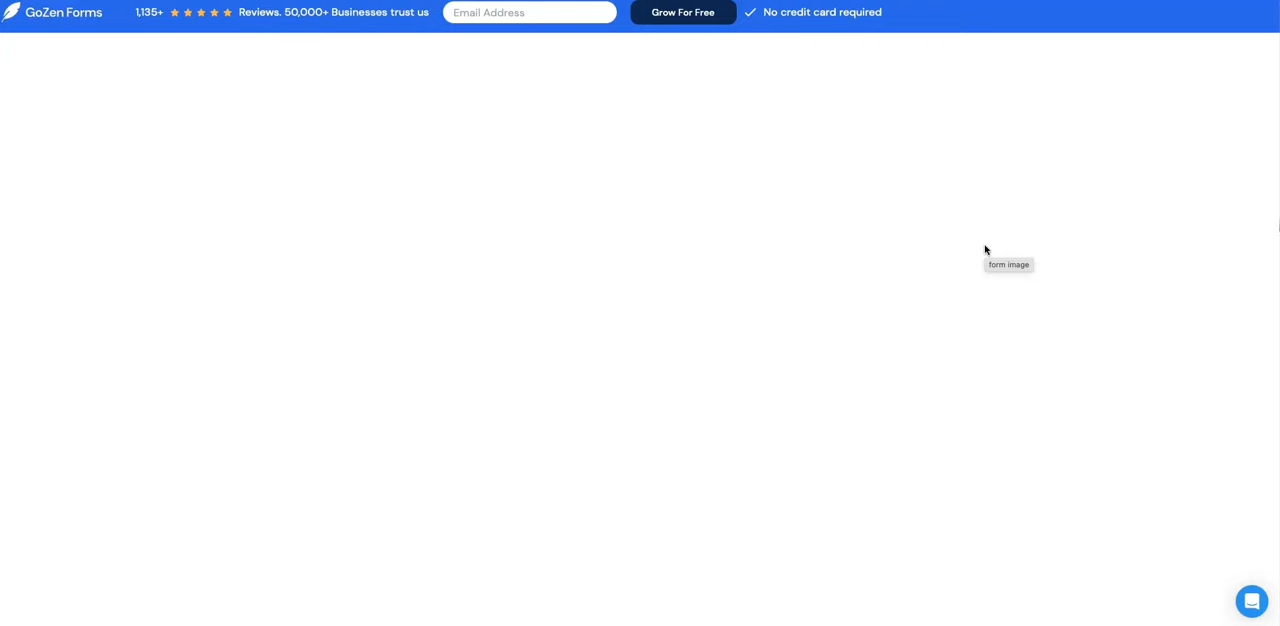 GoZen Forms
1,135+ Reviews. 50,000+ Businesses trust us
Email Address
Grow For Free
No credit card required
form image